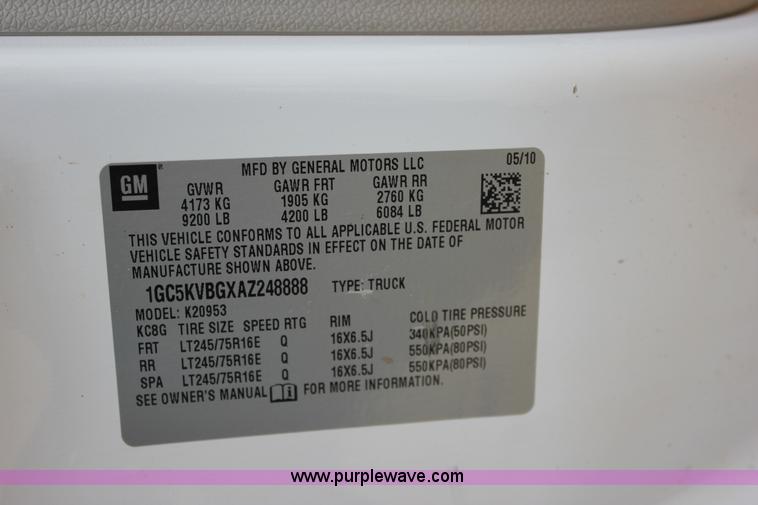 GM
MFD BY GENERAL MOTORS LLC 05/10
GVWR GAWR FRT GAWR RR
4173 KG 1905 KG 2760 KG
9200 LB 4200 LB 6084 LB
THIS VEHICLE CONFORMS TO ALL APPLICABLE U.S. FEDERAL MOTOR
VEHICLE SAFETY STANDARDS IN EFFECT ON THE DATE OF
MANUFACTURE SHOWN ABOVE.
1GC5KVBGXAZ248888 TYPE: TRUCK
MODEL: K20953
KC8G TIRE SIZE SPEED RTG RIM COLD TIRE PRESSURE
FRT LT245/75R16E Q 16X6.5J 340KPA(50PSI)
RR LT245/75R16E Q 16X6.5J 550KPA(80PSI)
SPA LT245/75R16E Q 16X6.5J 550KPA(80PSI)
SEE OWNER'S MANUAL FOR MORE INFORMATION.
www.purplewave.com